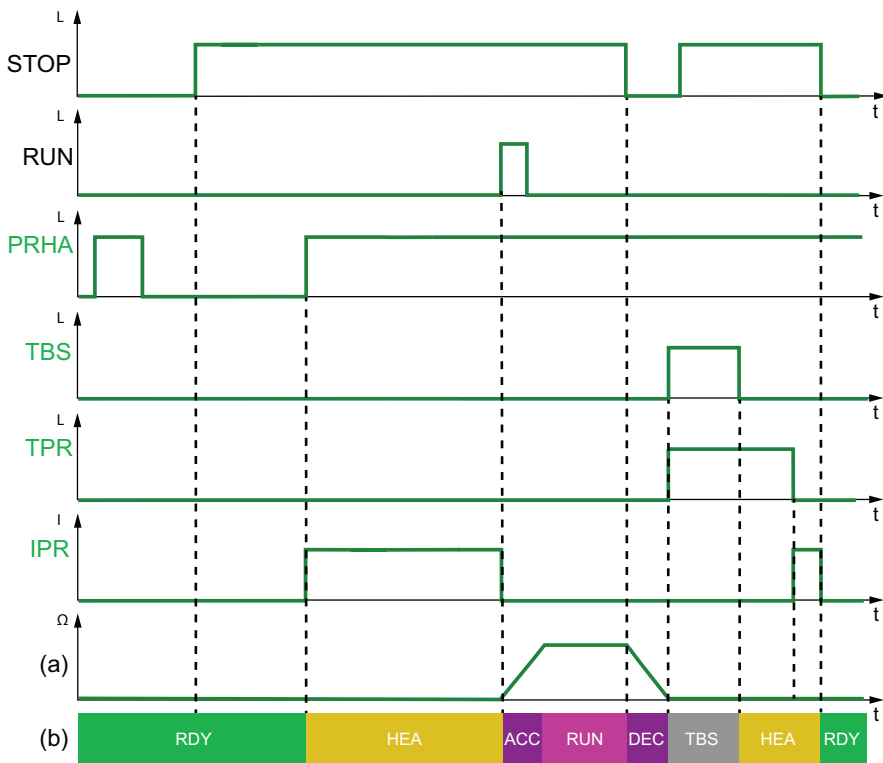 L
STOP
t
L
RUN
t
L
PRHA
t
L
TBS
t
L
TPR
t
I
IPR
t
Ω
(a)
t
(b) RDY HEA ACC RUN DEC TBS HEA RDY